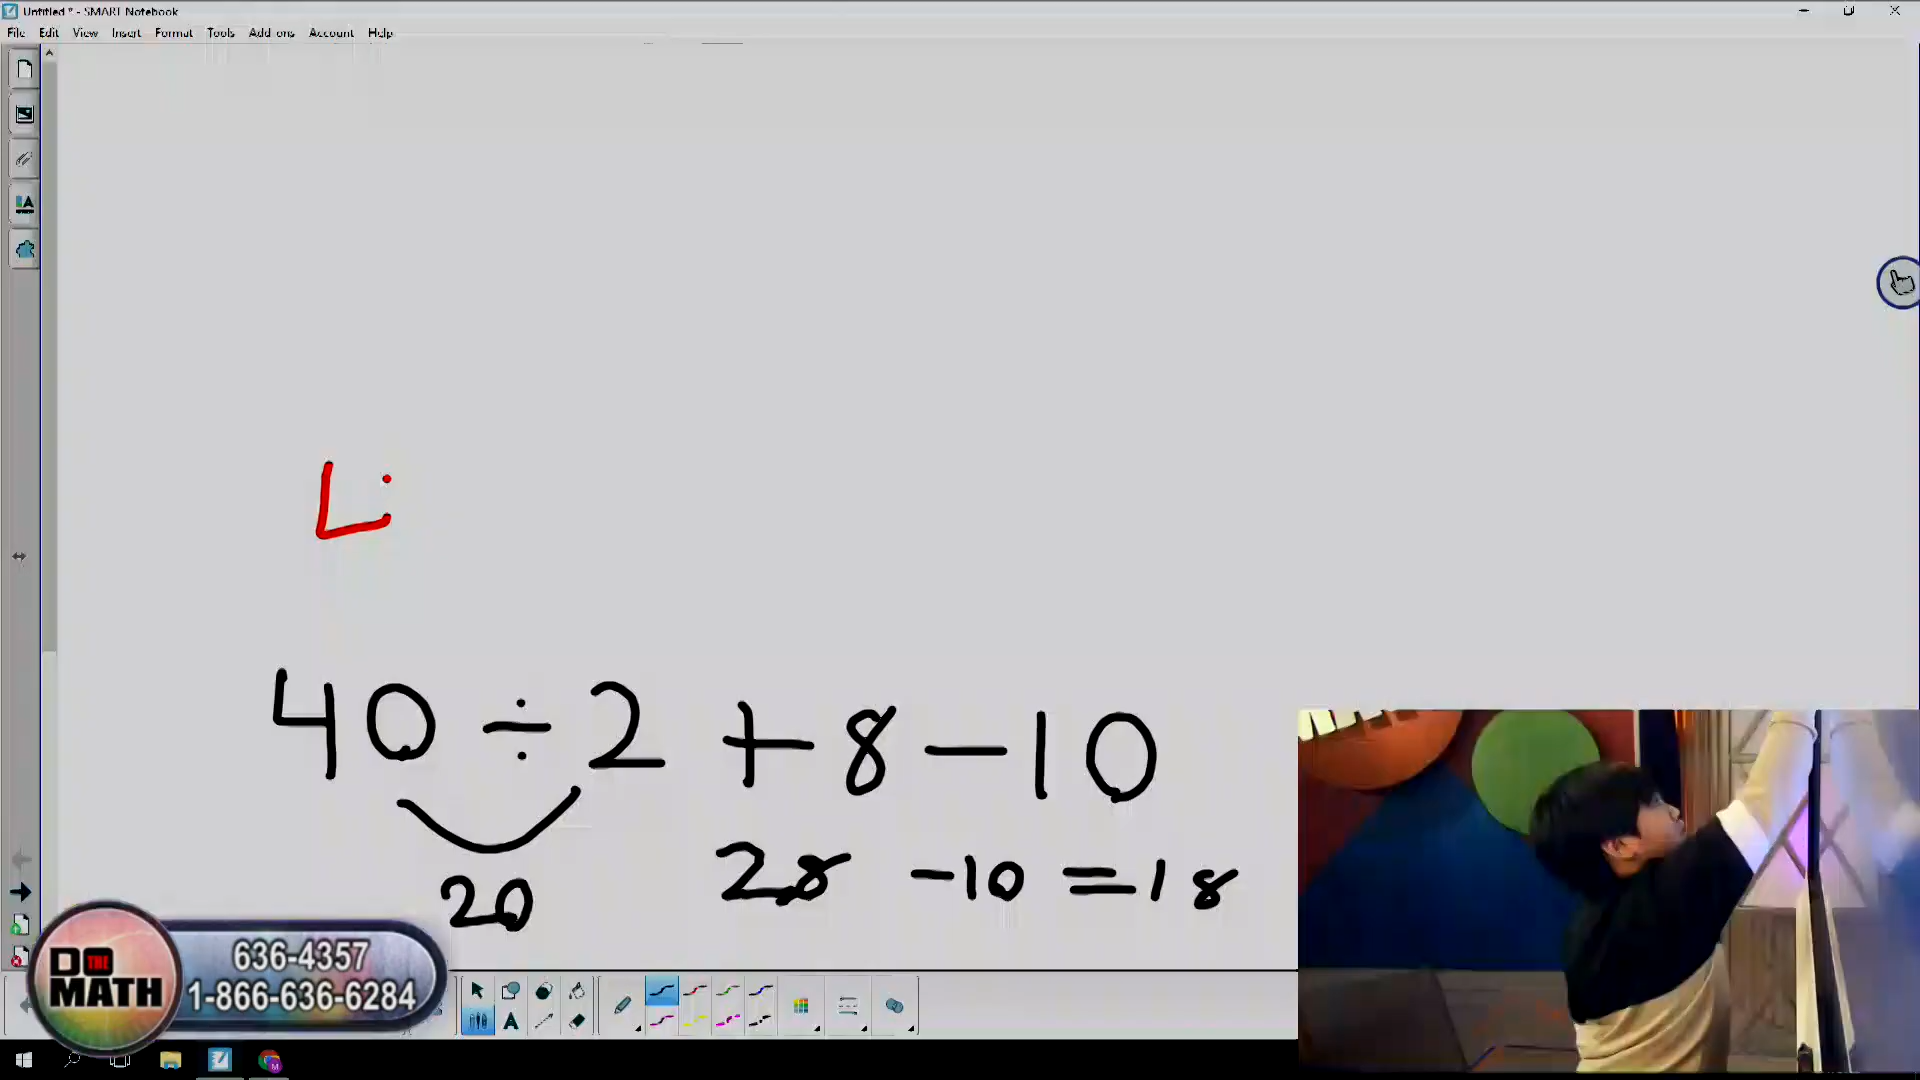 Untitled * - SMART Notebook
File Edit View Insert Format Tools Add-ons Account Help
Li
40 ÷ 2 + 8 - 10
20
28 - 10 = 18
DO THE MATH
636-4357
1-866-636-6284